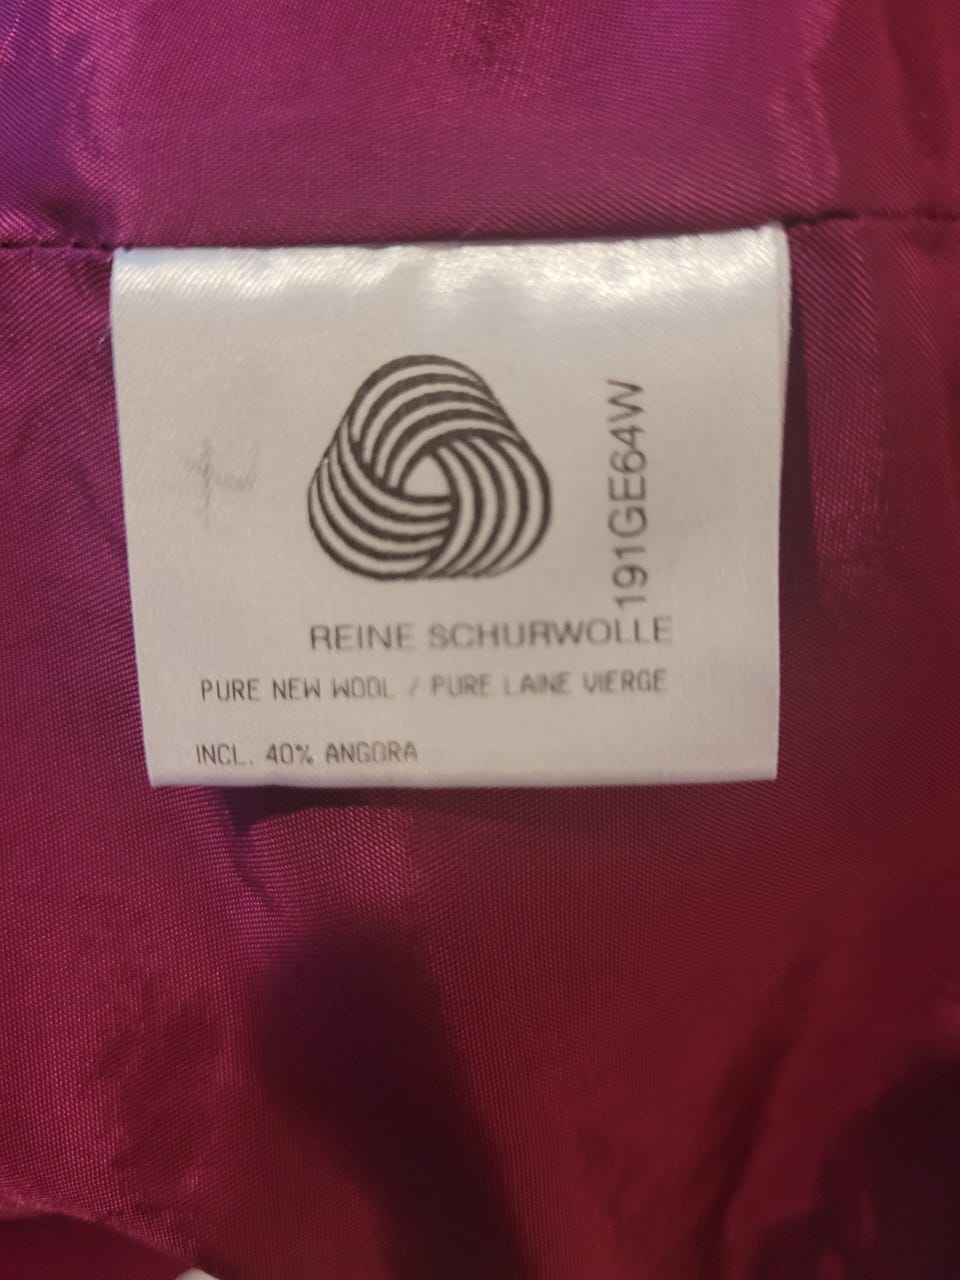 191GE64W
REINE SCHURWOLLE
PURE NEW WOOL / PURE LAINE VIERGE
INCL. 40% ANGORA